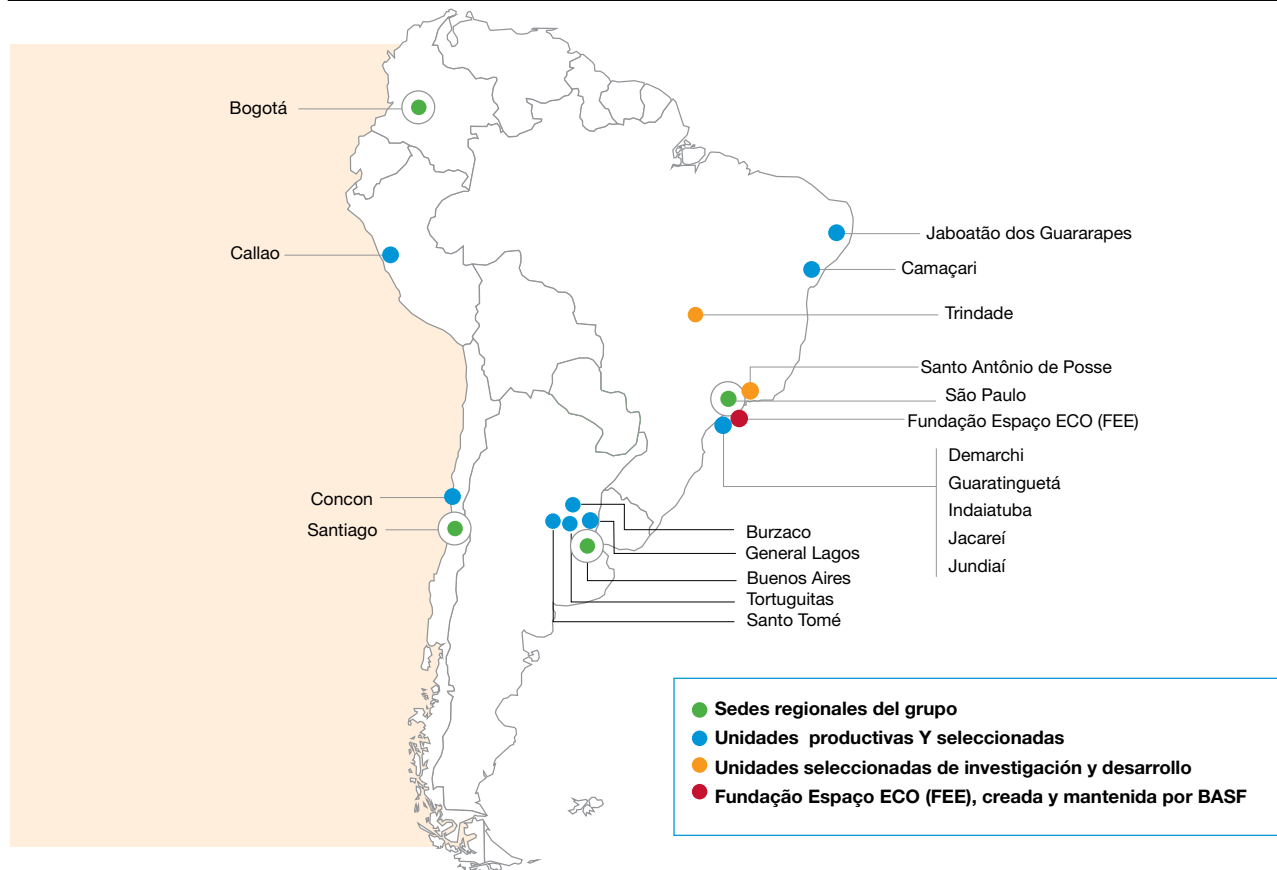 Bogotá
Callao
Concon
Santiago
Jaboatão dos Guararapes
Camaçari
Trindade
Santo Antônio de Posse
São Paulo
Fundação Espaço ECO (FEE)
Demarchi
Guaratinguetá
Indaiatuba
Jacareí
Jundiaí
Burzaco
General Lagos
Buenos Aires
Tortuguitas
Santo Tomé
Sedes regionales del grupo
Unidades productivas Y seleccionadas
Unidades seleccionadas de investigación y desarrollo
Fundação Espaço ECO (FEE), creada y mantenida por BASF